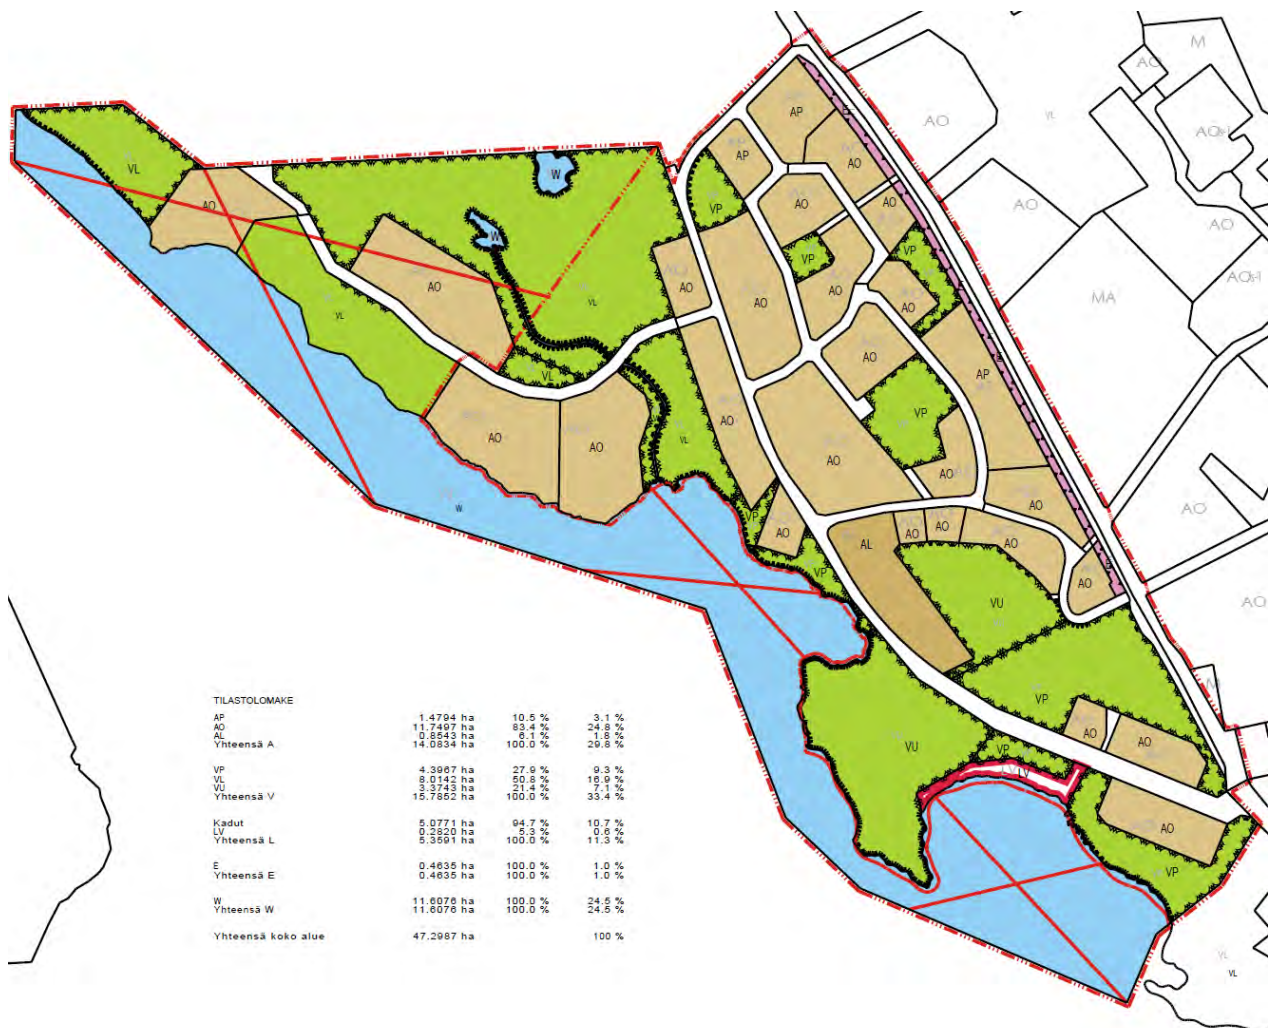 M
AO
AO
YL
AO
AP
E
AO
AP
VL
W
AO
AO
AO
AO
VP
AO
W
VP
VP
AO
MA
AO
AO
AO
AO
AO
VL
VL
E
AO
AP
VL
VP
AO
AO
AO
VL
AO
AO
AO
AO
W
VP
AO
AO
AO
AO
AO
AL
VP
E
AO
VU
AO
M
VP
AO
AO
VU
VP
LV
LV
AO
VP
YL
VL
TILASTOLOMAKE
AP 1.4794 ha 10.5 % 3.1 %
AO 11.7497 ha 83.4 % 24.8 %
AL 0.8543 ha 6.1 % 1.8 %
Yhteensä A 14.0834 ha 100.0 % 29.8 %
VP 4.3967 ha 27.9 % 9.3 %
VL 8.0142 ha 50.8 % 16.9 %
VU 3.3743 ha 21.4 % 7.1 %
Yhteensä V 15.7852 ha 100.0 % 33.4 %
Kadut 5.0771 ha 94.7 % 10.7 %
LV 0.2820 ha 5.3 % 0.6 %
Yhteensä L 5.3591 ha 100.0 % 11.3 %
E 0.4635 ha 100.0 % 1.0 %
Yhteensä E 0.4635 ha 100.0 % 1.0 %
W 11.6076 ha 100.0 % 24.5 %
Yhteensä W 11.6076 ha 100.0 % 24.5 %
Yhteensä koko alue 47.2987 ha 100 %